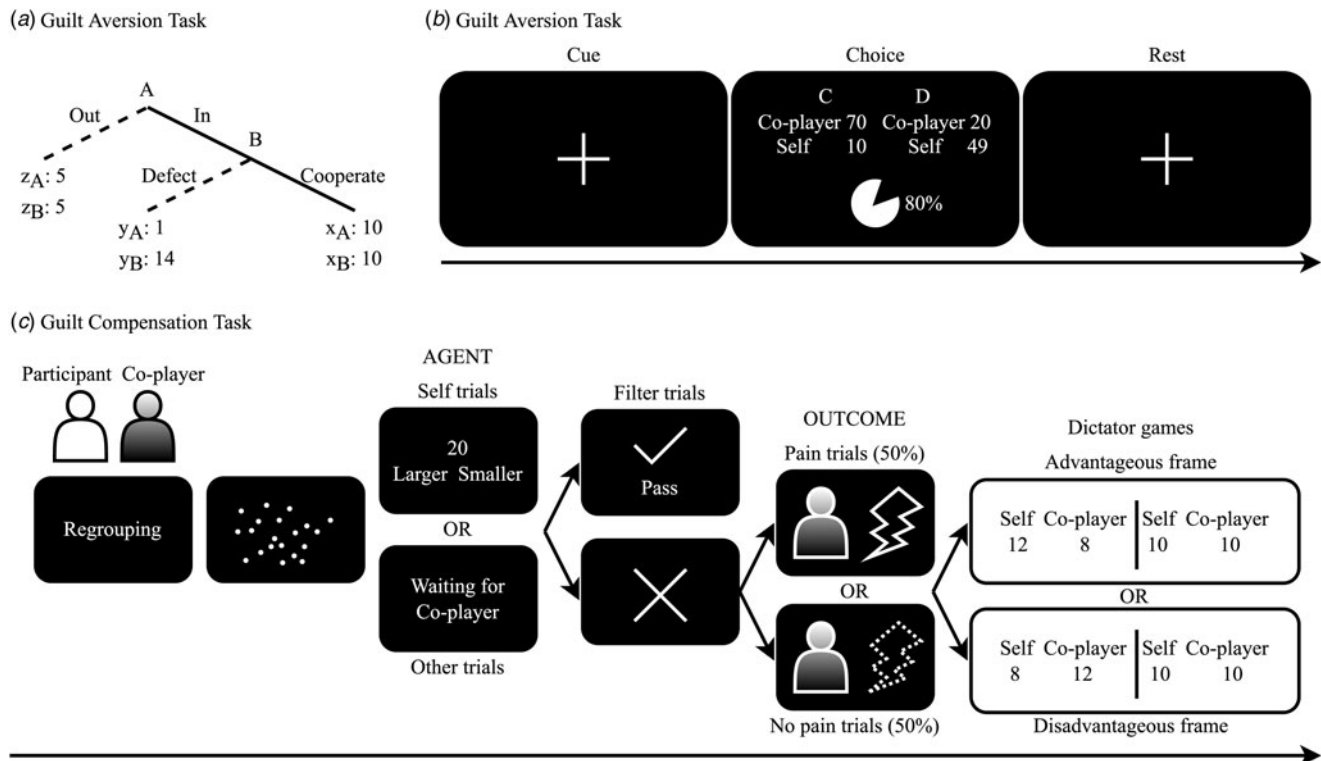 (a) Guilt Aversion Task
A
Out
In
B
Defect
Cooperate
zA: 5
zB: 5
yA: 1
yB: 14
xA: 10
xB: 10
(b) Guilt Aversion Task
Cue
Choice
Rest
C D
Co-player 70 Co-player 20
Self 10 Self 49
80%
(c) Guilt Compensation Task
Participant Co-player
Regrouping
AGENT
Self trials
20
Larger Smaller
OR
Waiting for
Co-player
Other trials
Filter trials
Pass
OUTCOME
Pain trials (50%)
OR
No pain trials (50%)
Dictator games
Advantageous frame
Self Co-player Self Co-player
12 8 10 10
OR
Self Co-player Self Co-player
8 12 10 10
Disadvantageous frame